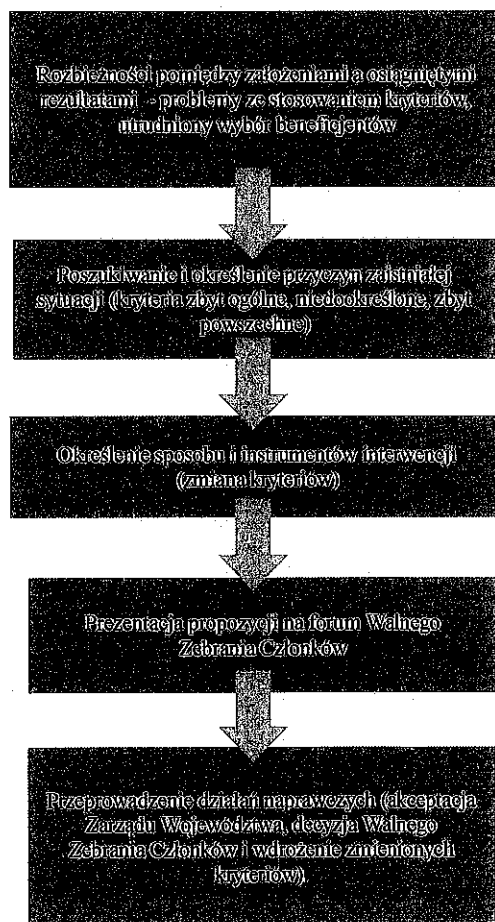 Rozbieżności pomiędzy założeniami a osiągniętymi
rezultatami - problemy ze stosowaniem kryteriów,
utrudniony wybór beneficjentów
Poszukiwanie i określenie przyczyn zaistniałej
sytuacji (kryteria zbyt ogólne, niedookreślone, zbyt
powszechne)
Określenie sposobu i instrumentów interwencji
(zmiana kryteriów)
Prezentacja propozycji na forum Walnego
Zebrania Członków
Przeprowadzenie działań naprawczych (akceptacja
Zarządu Województwa, decyzja Walnego
Zebrania Członków i wdrożenie zmienionych
kryteriów).